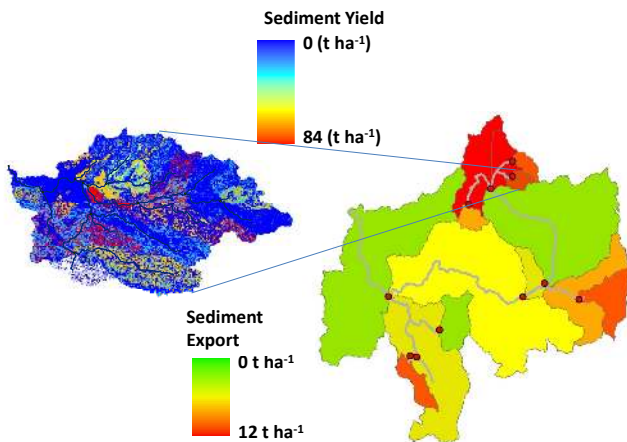 Sediment Yield
0 (t ha⁻¹)
84 (t ha⁻¹)
Sediment
Export
0 t ha⁻¹
12 t ha⁻¹